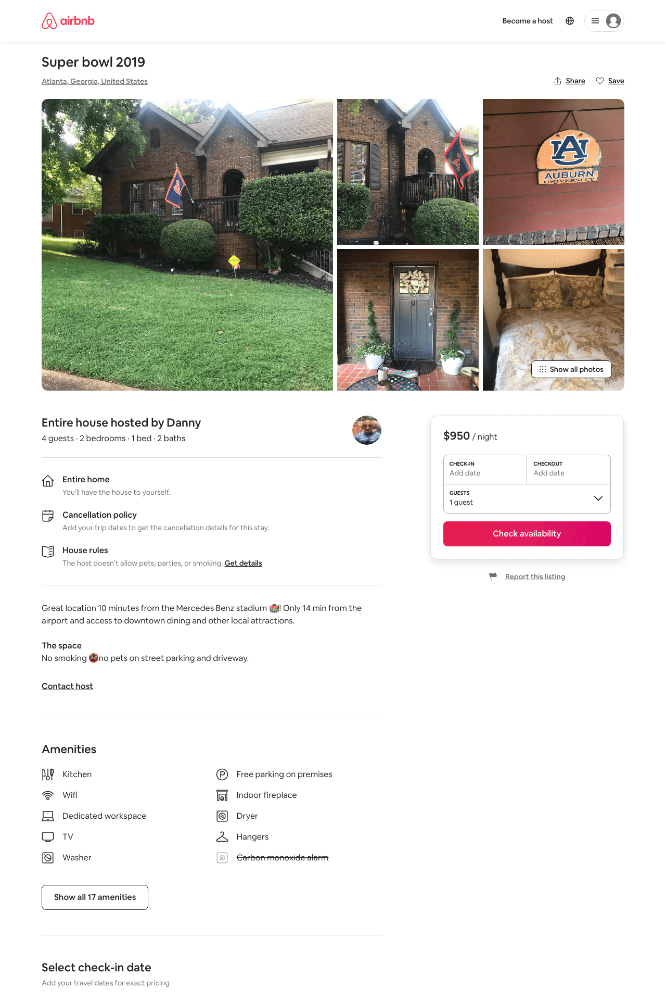 airbnb
Become a host
Super bowl 2019
Atlanta, Georgia, United States
Share
Save
AUBURN
UNIVERSITY
Show all photos
Entire house hosted by Danny
4 guests · 2 bedrooms · 1 bed · 2 baths
$950 / night
CHECK-IN
Add date
CHECKOUT
Add date
GUESTS
1 guest
Check availability
Report this listing
Entire home
You’ll have the house to yourself.
Cancellation policy
Add your trip dates to get the cancellation details for this stay.
House rules
The host doesn’t allow pets, parties, or smoking. Get details
Great location 10 minutes from the Mercedes Benz stadium 🏟! Only 14 min from the
airport and access to downtown dining and other local attractions.
The space
No smoking 🚭no pets on street parking and driveway.
Contact host
Amenities
Kitchen
Free parking on premises
Wifi
Indoor fireplace
Dedicated workspace
Dryer
TV
Hangers
Washer
Carbon monoxide alarm
Show all 17 amenities
Select check-in date
Add your travel dates for exact pricing